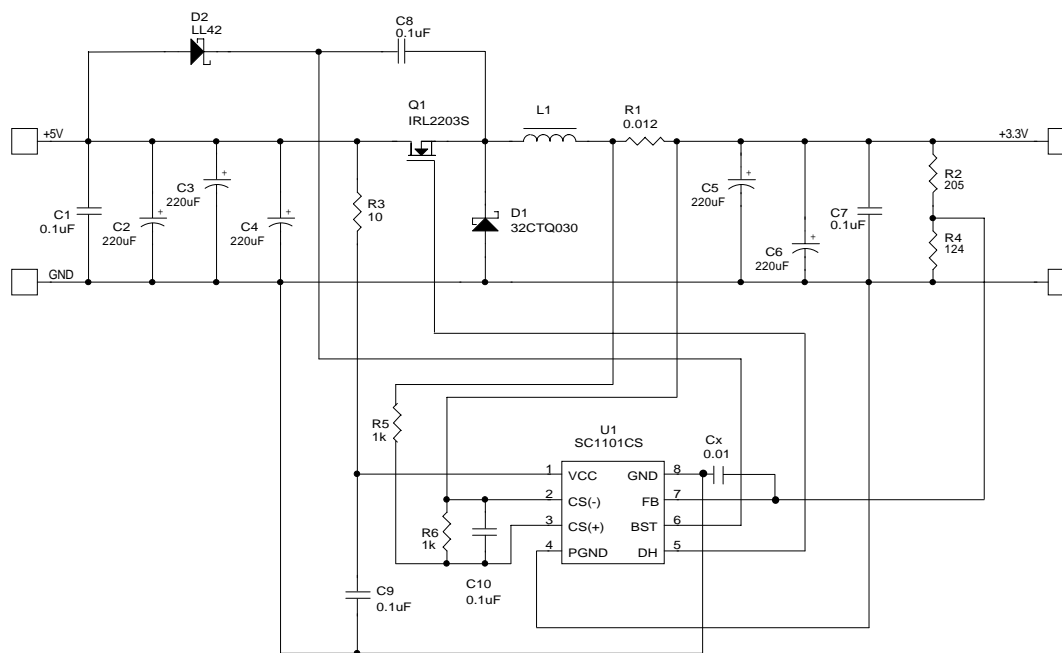 D2
LL42
C8
0.1uF
Q1
IRL2203S
L1
R1
0.012
+5V
+3.3V
C1
0.1uF
C2
220uF
+
C3
220uF
+
C4
220uF
+
R3
10
D1
32CTQ030
C5
220uF
+
C6
220uF
+
C7
0.1uF
R2
205
R4
124
GND
R5
1k
U1
SC1101CS
Cx
0.01
1 VCC GND 8
2 CS(-) FB 7
3 CS(+) BST 6
4 PGND DH 5
R6
1k
C10
0.1uF
C9
0.1uF